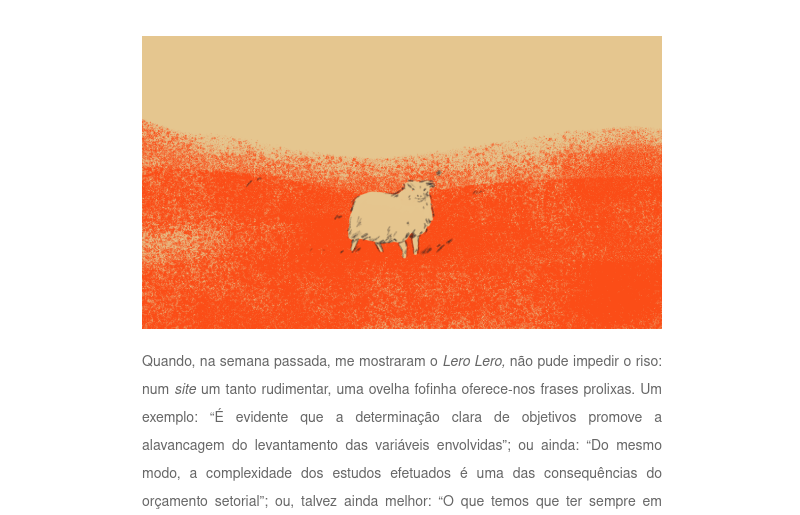 Quando, na semana passada, me mostraram o Lero Lero, não pude impedir o riso:
num site um tanto rudimentar, uma ovelha fofinha oferece-nos frases prolixas. Um
exemplo: “É evidente que a determinação clara de objetivos promove a
alavancagem do levantamento das variáveis envolvidas”; ou ainda: “Do mesmo
modo, a complexidade dos estudos efetuados é uma das consequências do
orçamento setorial”; ou, talvez ainda melhor: “O que temos que ter sempre em